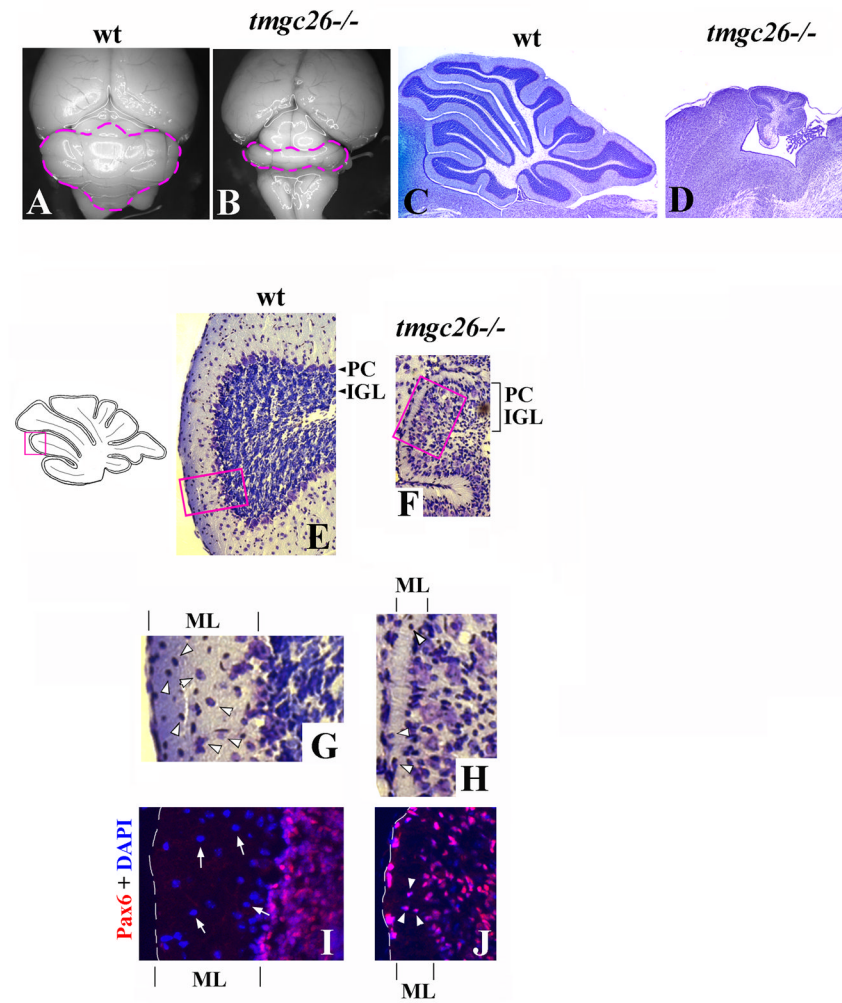 wt
tmgc26-/-
wt
tmgc26-/-
A
B
C
D
wt
tmgc26-/-
PC
IGL
PC
IGL
E
F
ML
ML
G
H
Pax6 + DAPI
I
J
ML
ML